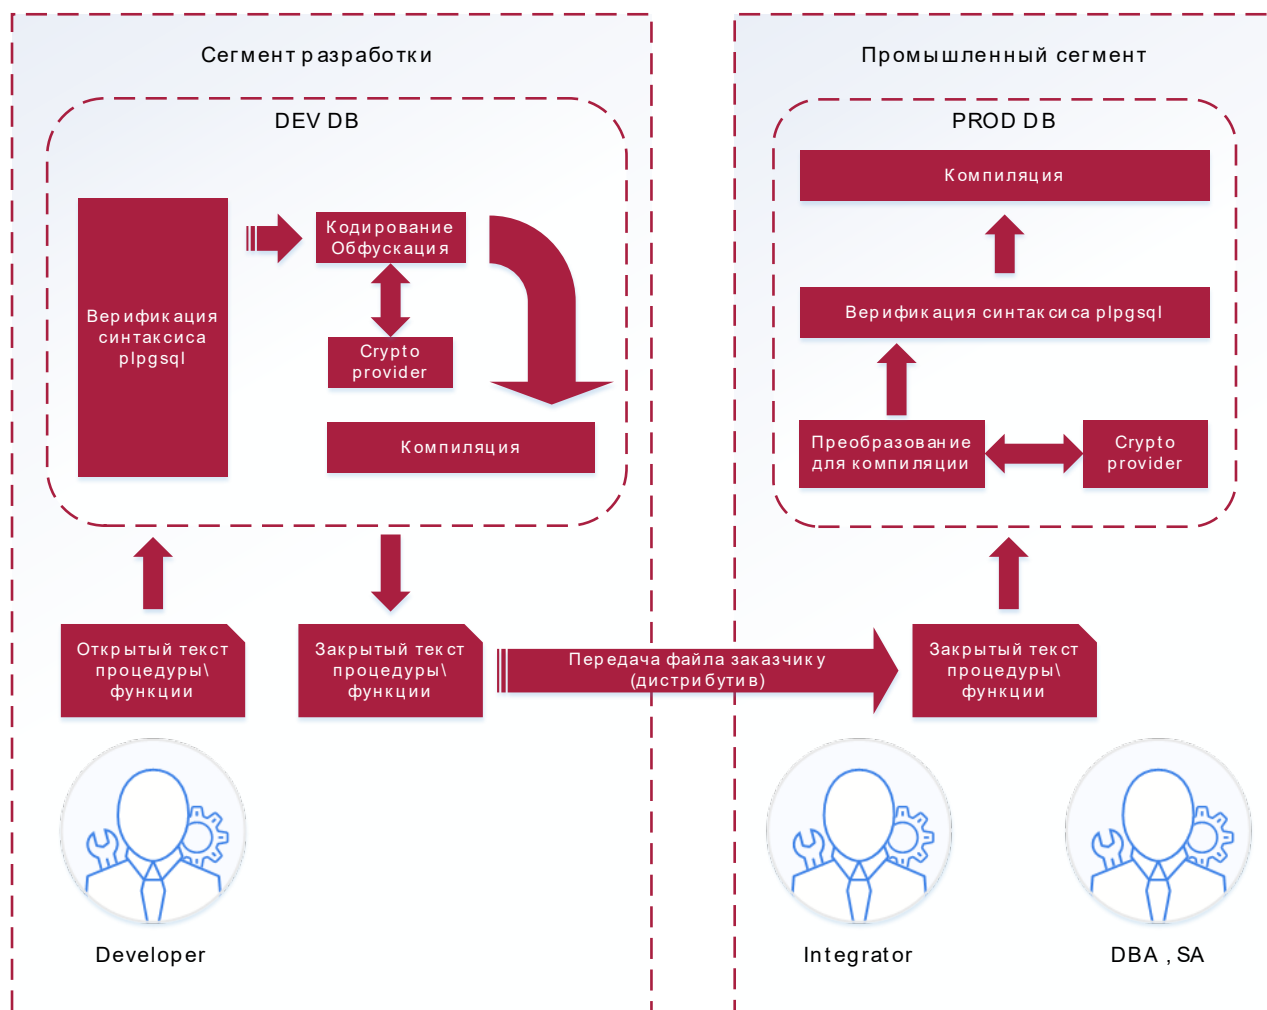 Сегмент разработки
DEV DB
Верификация
синтаксиса
plpgsql
Кодирование
Обфускация
Crypto
provider
Компиляция
Открытый текст
процедуры\
функции
Закрытый текст
процедуры\
функции
Передача файла заказчику
(дистрибутив)
Developer
Промышленный сегмент
PROD DB
Компиляция
Верификация синтаксиса plpgsql
Преобразование
для компиляции
Crypto
provider
Закрытый текст
процедуры\
функции
Integrator
DBA , SA